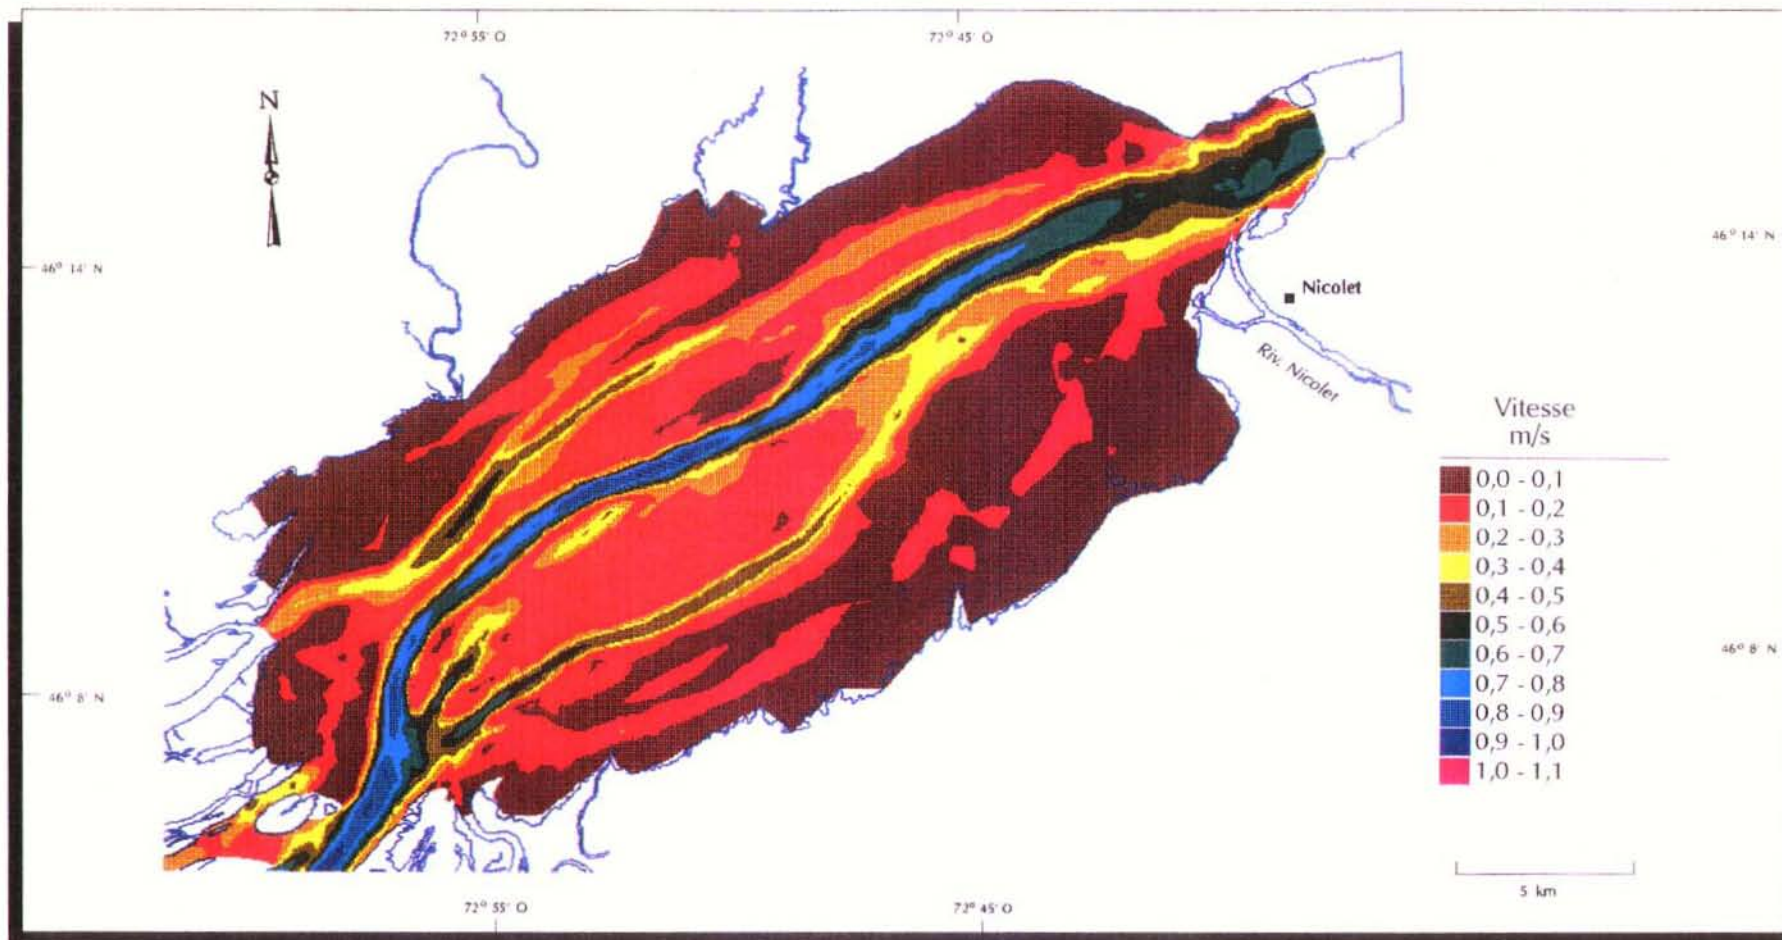 72° 55' O
72° 45' O
N
46° 14' N
46° 14' N
Nicolet
Riv. Nicolet
Vitesse
m/s
0,0 - 0,1
0,1 - 0,2
0,2 - 0,3
0,3 - 0,4
0,4 - 0,5
0,5 - 0,6
0,6 - 0,7
0,7 - 0,8
0,8 - 0,9
0,9 - 1,0
1,0 - 1,1
46° 8' N
46° 8' N
5 km
72° 55' O
72° 45' O